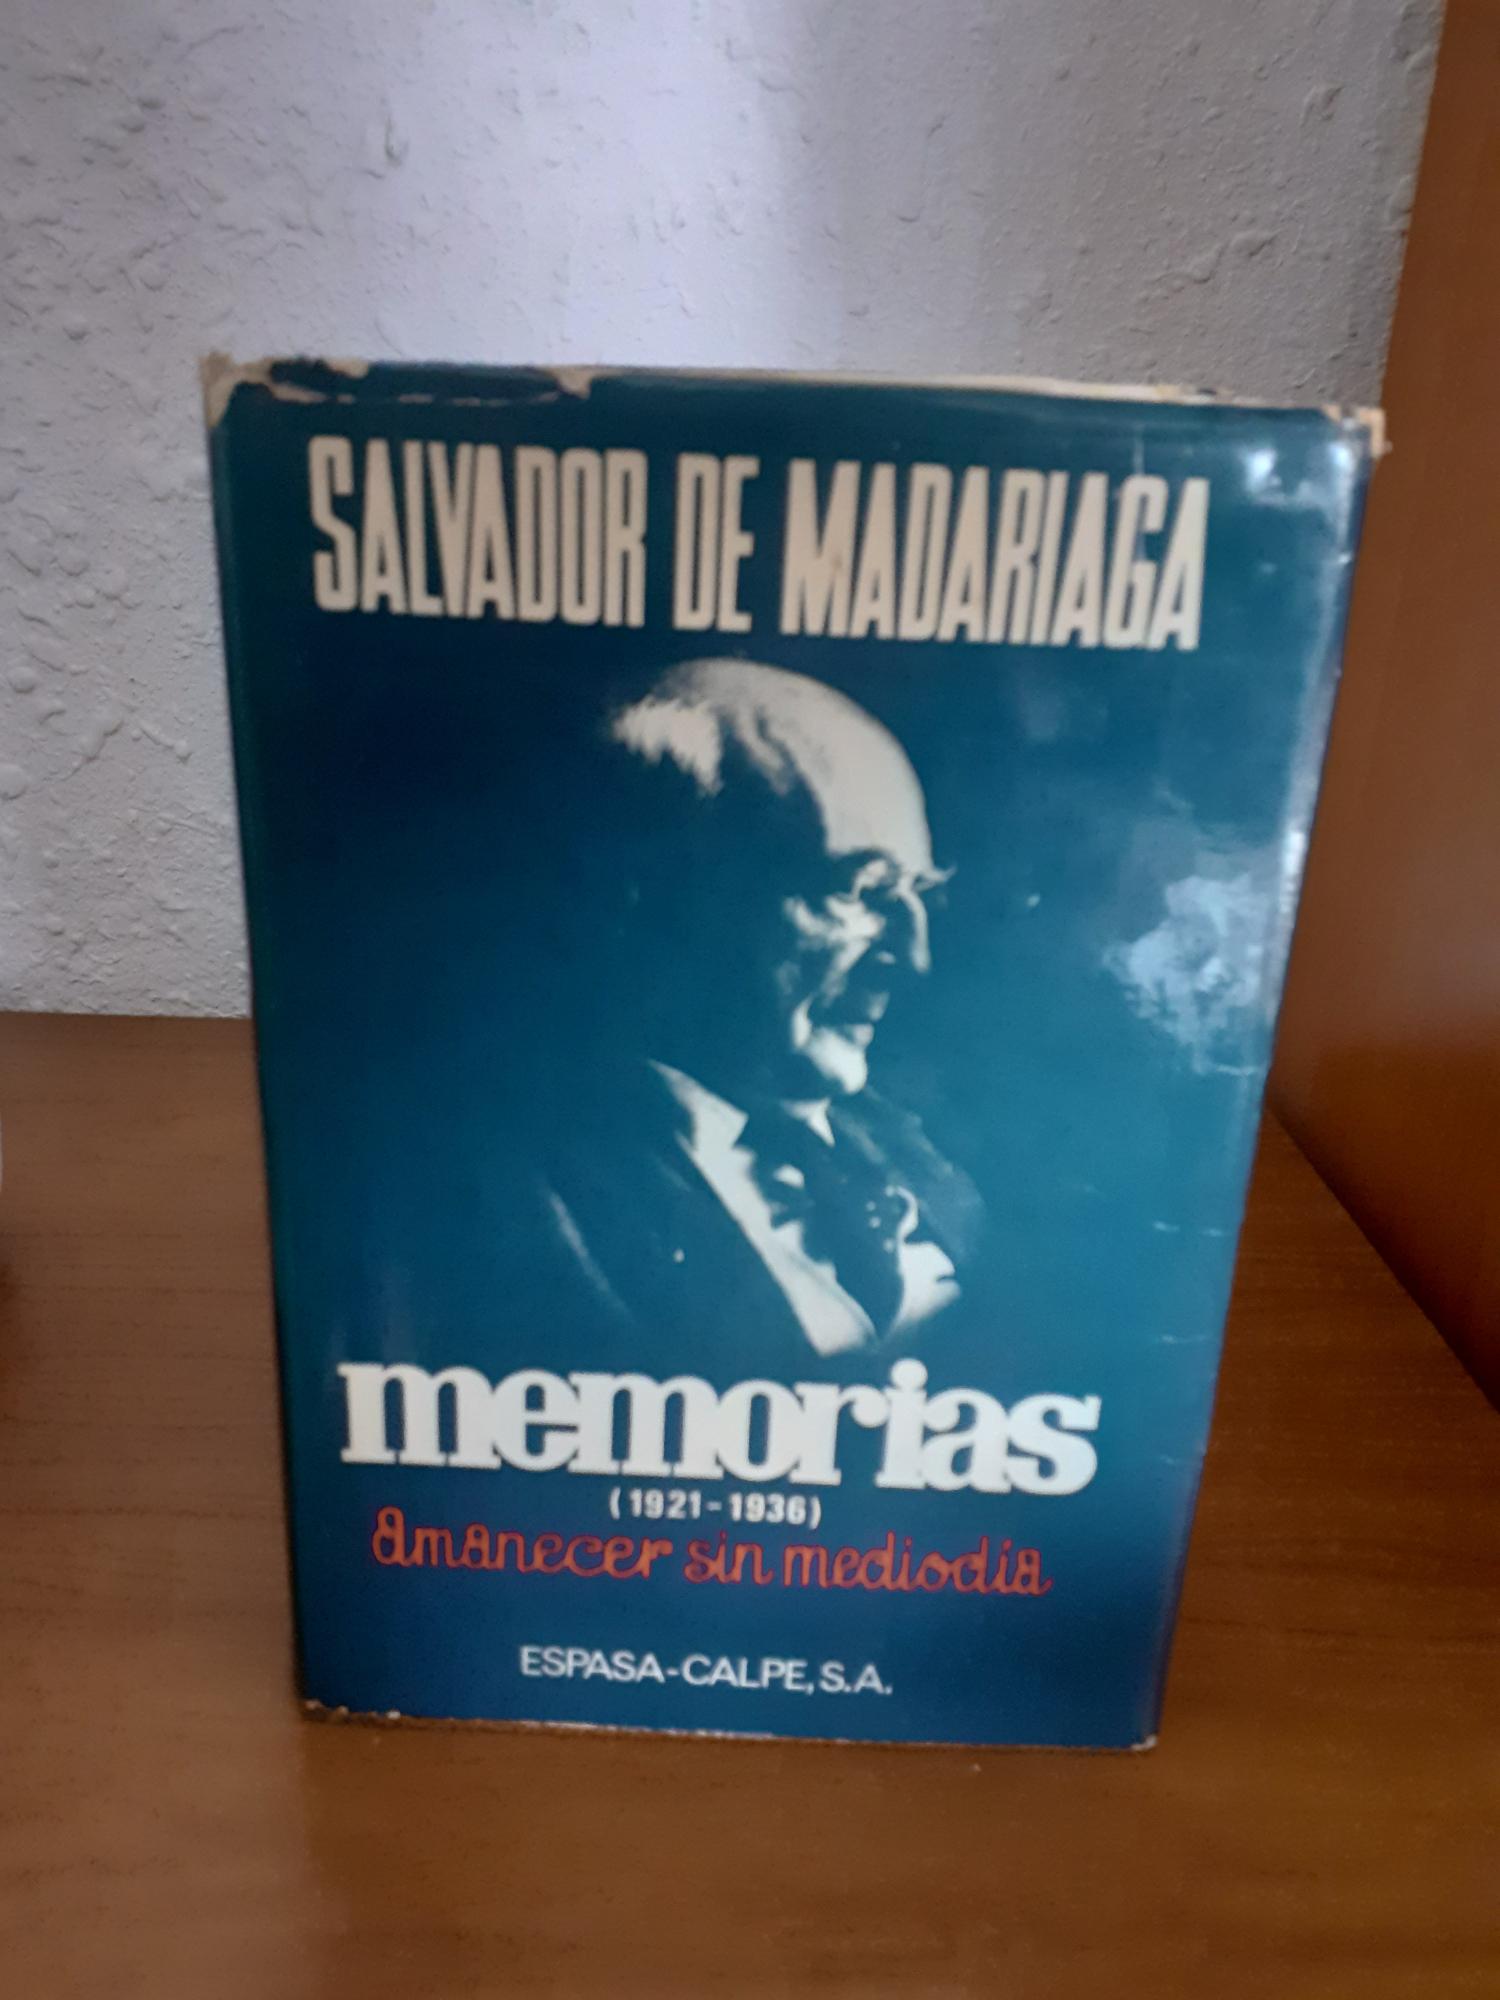 SALVADOR DE MADARIAGA
memorias
(1921-1936)
amanecer sin mediodía
ESPASA-CALPE, S.A.